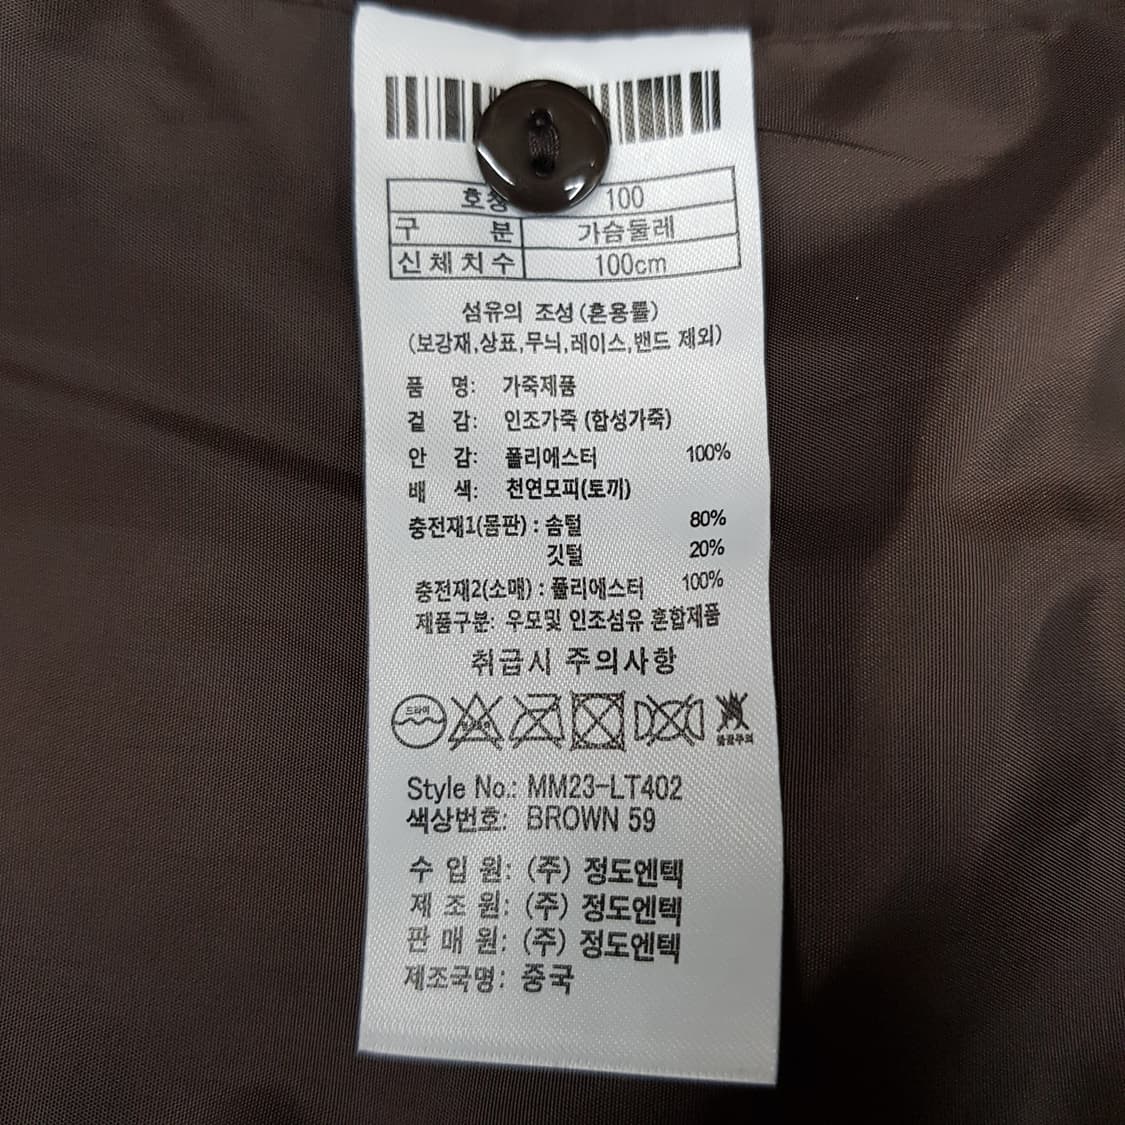 호칭 100
구 분 가슴둘레
신체치수 100cm
섬유의 조성(혼용률)
(보강재,상표,무늬,레이스,밴드 제외)
품 명: 가죽제품
겉 감: 인조가죽 (합성가죽)
안 감: 폴리에스터 100%
배 색: 천연모피(토끼)
충전재1(몸판) : 솜털 80%
깃털 20%
충전재2(소매) : 폴리에스터 100%
제품구분: 우모및 인조섬유 혼합제품
취급시 주의사항
드라이
Style No.: MM23-LT402
색상번호: BROWN 59
수 입 원: (주) 정도엔텍
제 조 원: (주) 정도엔텍
판 매 원: (주) 정도엔텍
제조국명: 중국